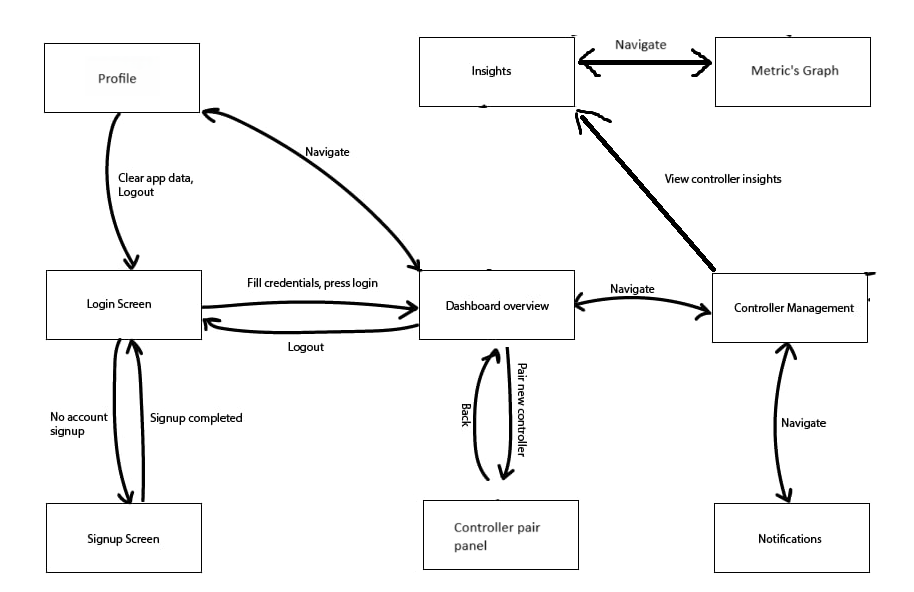 Profile
Insights
Navigate
Metric's Graph
Navigate
Clear app data,
Logout
View controller insights
Login Screen
Fill credentials, press login
Dashboard overview
Navigate
Controller Management
Logout
No account
signup
Signup completed
Back
Pair new controller
Navigate
Signup Screen
Controller pair
panel
Notifications